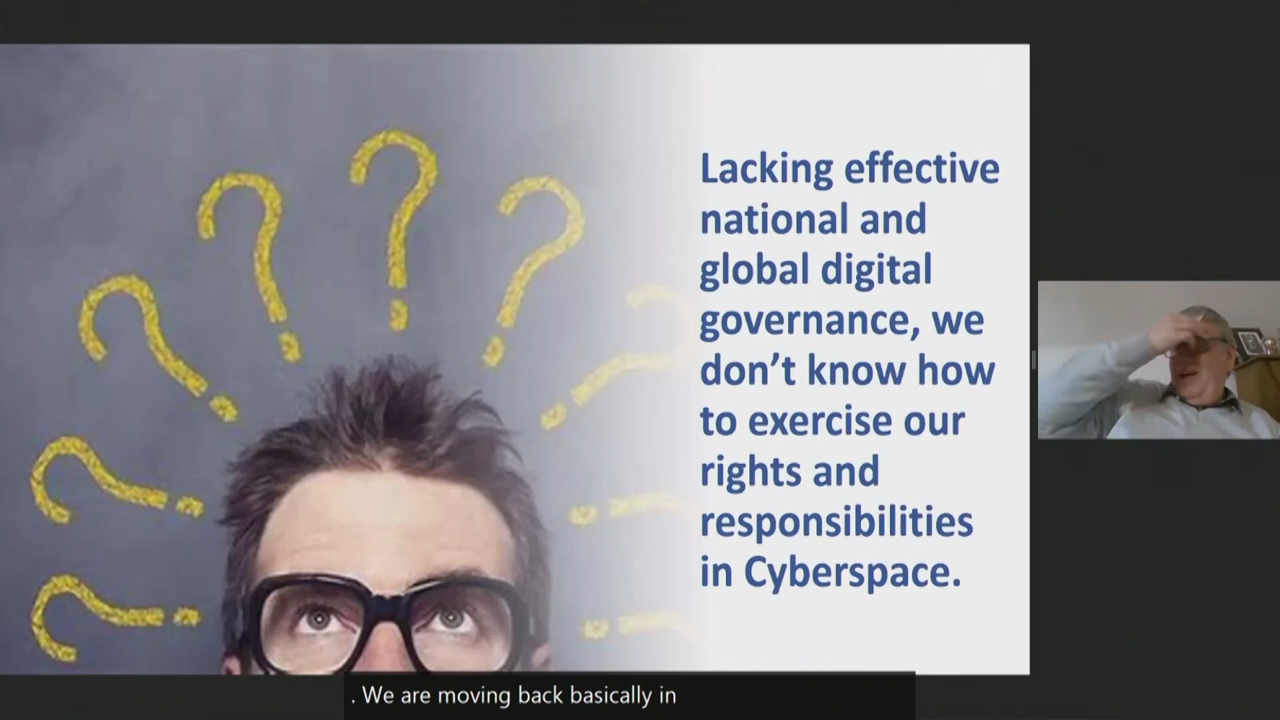 Lacking effective
national and
global digital
governance, we
don’t know how
to exercise our
rights and
responsibilities
in Cyberspace.
. We are moving back basically in